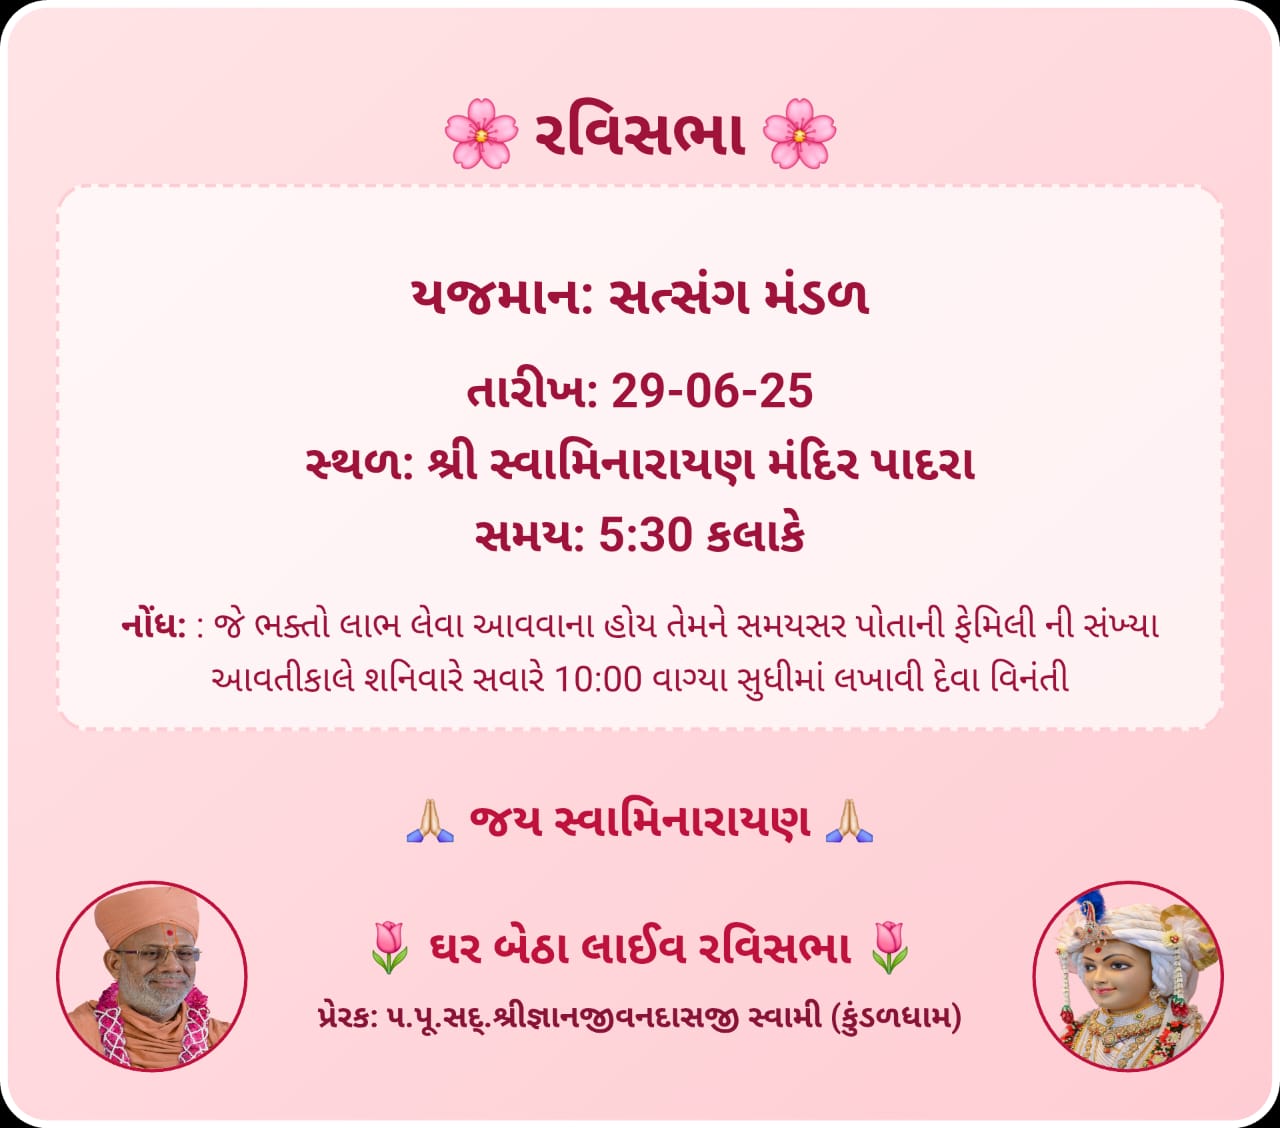 🌸 રવિસભા 🌸
યજમાન: સત્સંગ મંડળ
તારીખ: 29-06-25
સ્થળ: શ્રી સ્વામિનારાયણ મંદિર પાદરા
સમય: 5:30 કલાકે
નોંધ: : જે ભક્તો લાભ લેવા આવવાના હોય તેમને સમયસર પોતાની ફેમિલી ની સંખ્યા
આવતીકાલે શનિવારે સવારે 10:00 વાગ્યા સુધીમાં લખાવી દેવા વિનંતી
🙏🏼 જય સ્વામિનારાયણ 🙏🏼
🌷 ઘર બેઠા લાઈવ રવિસભા 🌷
પ્રેરક: પ.પૂ.સદ્.શ્રીજ્ઞાનજીવનદાસજી સ્વામી (કુંડળધામ)